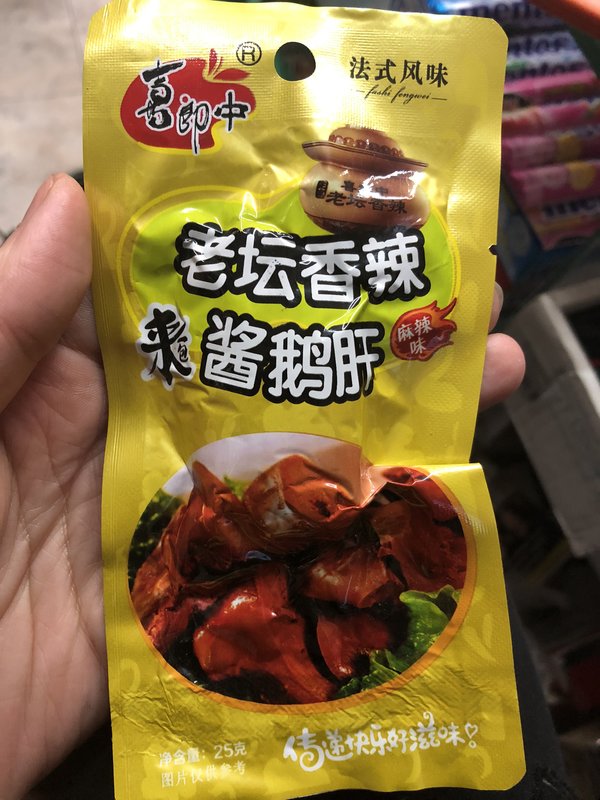 嘉郎中
®
法式风味
fashi fengwei
老坛香辣
老坛香辣
来
酱鹅肝
麻辣
味
传递快乐好滋味
净含量：25克
图片仅供参考